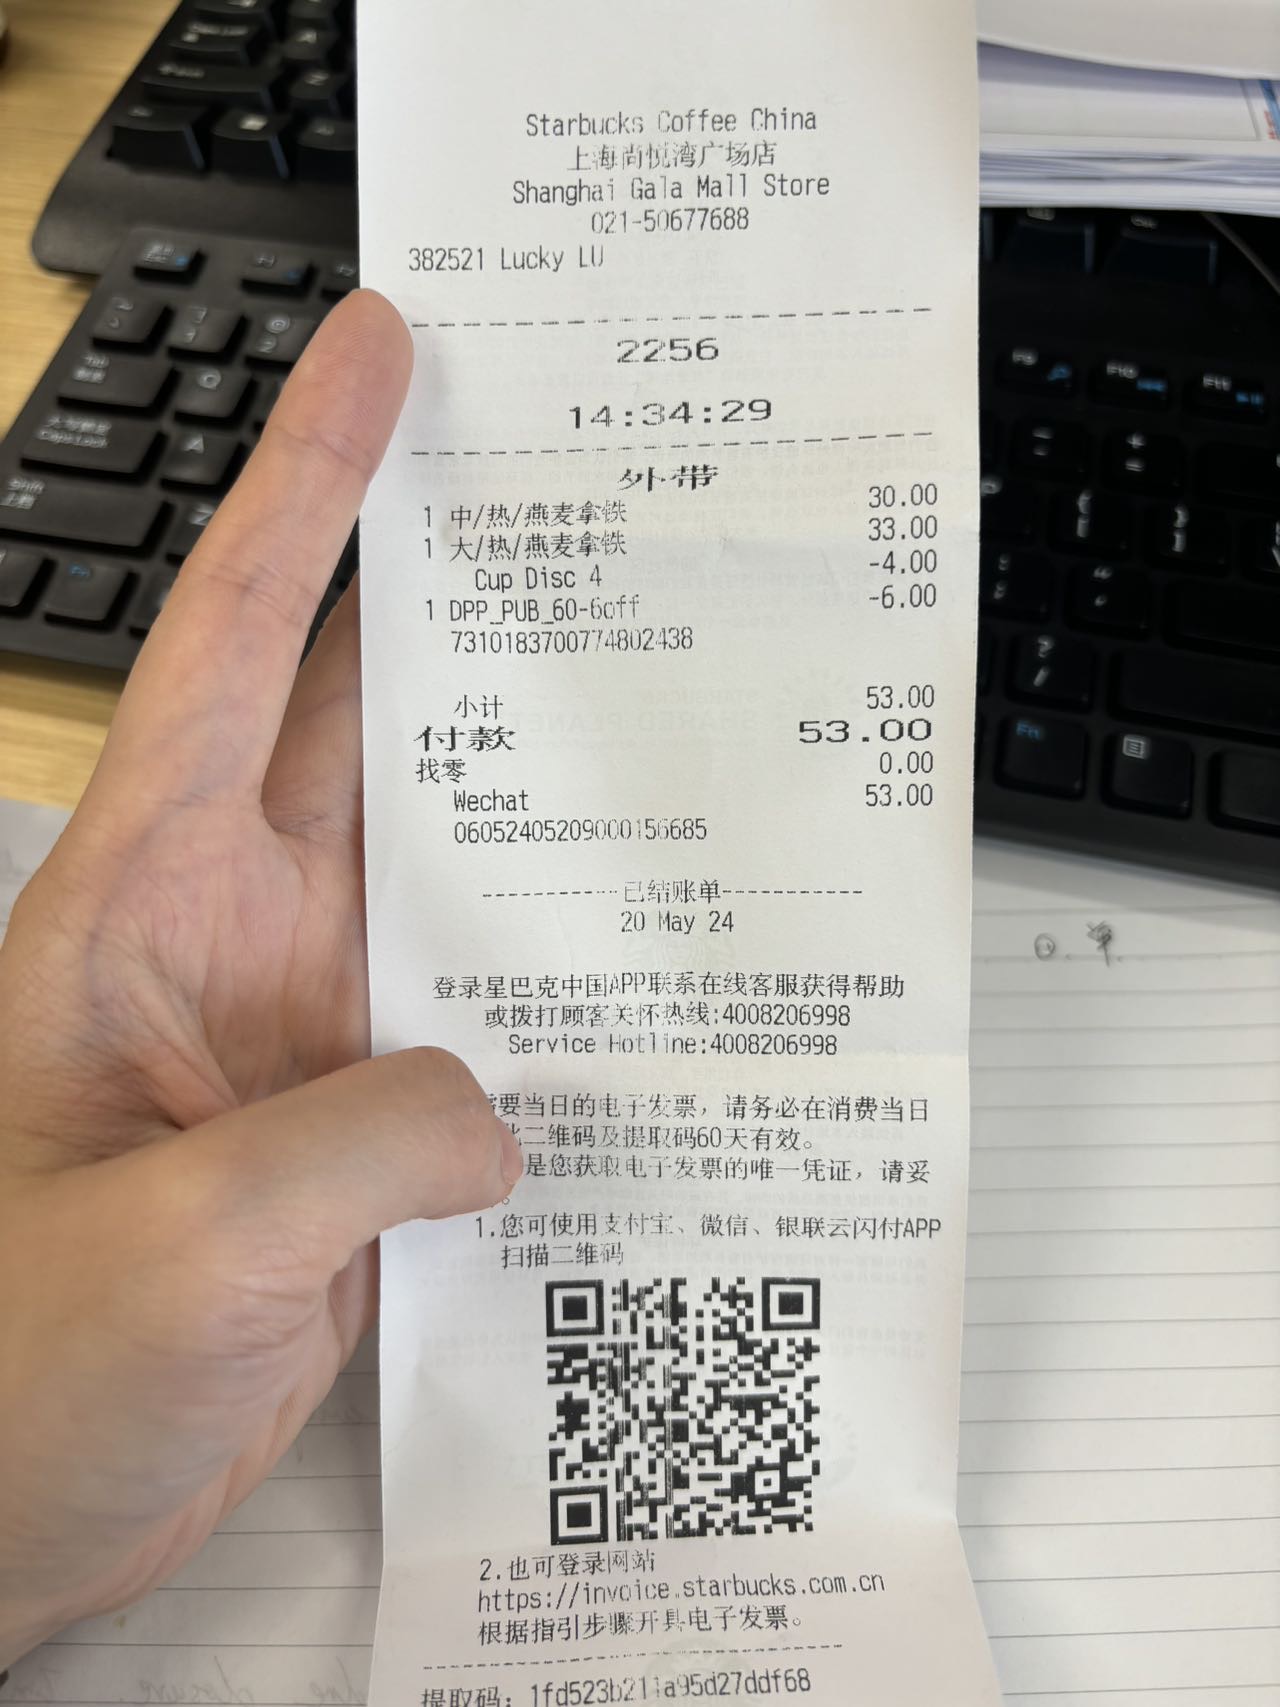 Starbucks Coffee China
上海尚悦湾广场店
Shanghai Gala Mall Store
021-50677688
382521 Lucky LU
2256
14:34:29
外带
1 中/热/燕麦拿铁 30.00
1 大/热/燕麦拿铁 33.00
Cup Disc 4 -4.00
1 DPP_PUB_60-6off -6.00
7310183700774802438
小计 53.00
付款 53.00
找零 0.00
Wechat 53.00
06052405209000156685
已结账单
20 May 24
登录星巴克中国APP联系在线客服获得帮助
或拨打顾客关怀热线:4008206998
Service Hotline:4008206998
需要当日的电子发票，请务必在消费当日
此二维码及提取码60天有效。
是您获取电子发票的唯一凭证，请妥
。
1.您可使用支付宝、微信、银联云闪付APP
扫描二维码
2.也可登录网站
https://invoice.starbucks.com.cn
根据指引步骤开具电子发票。
提取码：1fd523b211a95d27ddf68